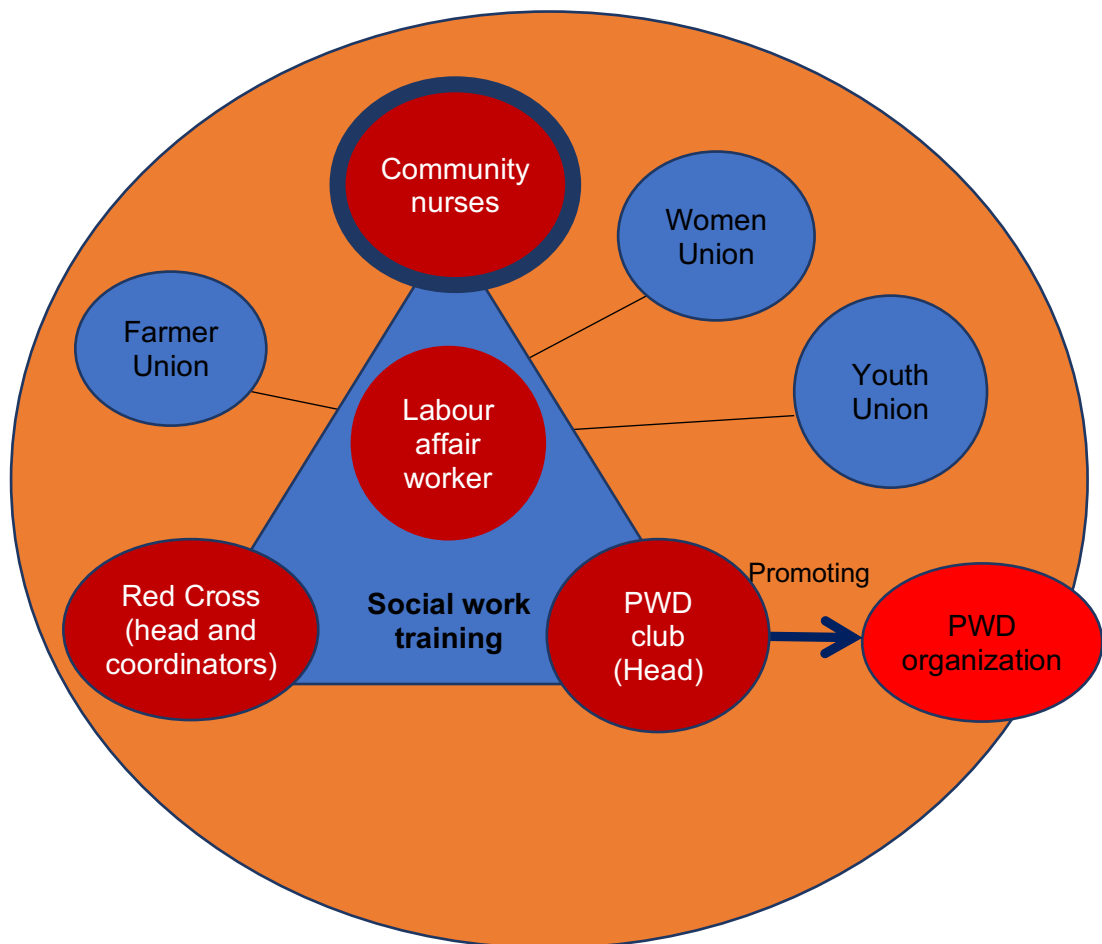 Community
nurses
Women
Union
Farmer
Union
Youth
Union
Labour
affair
worker
Promoting
Red Cross
(head and
coordinators)
Social work
training
PWD
club
(Head)
PWD
organization